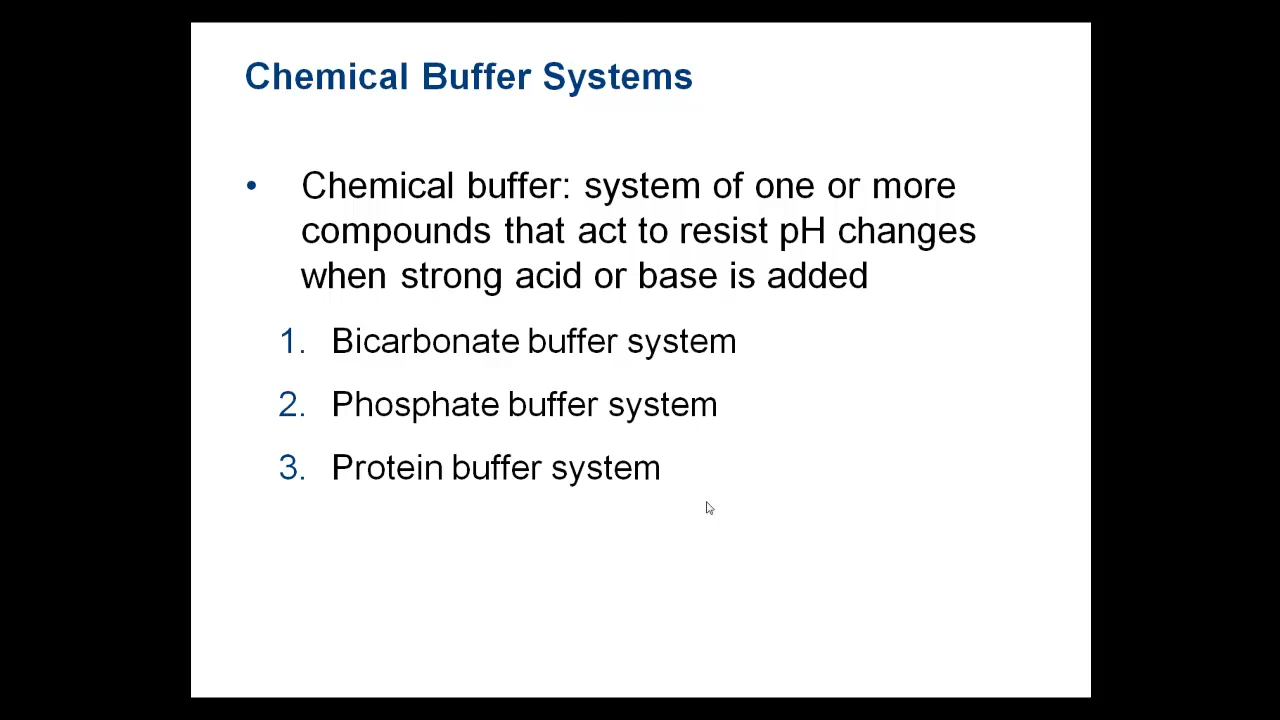 Chemical Buffer Systems
• Chemical buffer: system of one or more
compounds that act to resist pH changes
when strong acid or base is added
1. Bicarbonate buffer system
2. Phosphate buffer system
3. Protein buffer system